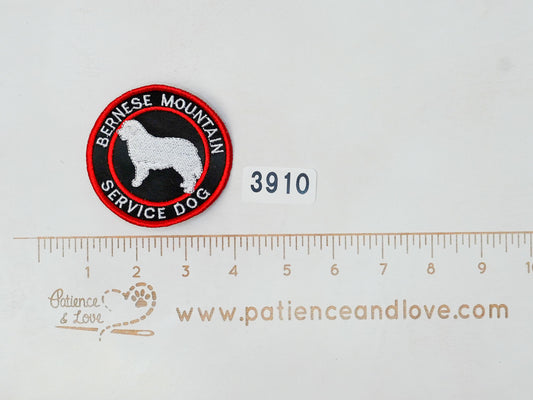 BERNESE MOUNTAIN
SERVICE DOG
3910
1 2 3 4 5 6 7 8 9 10
Patience
& Love
www.patienceandlove.com